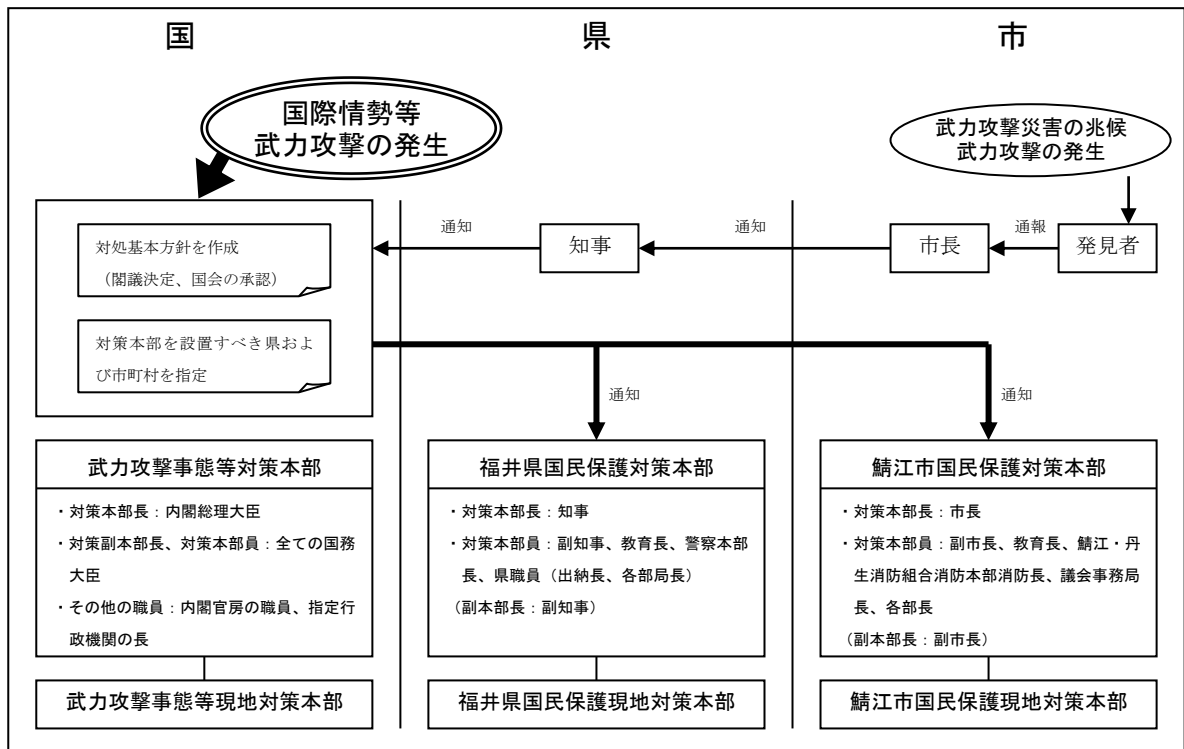 国
県
市
国際情勢等
武力攻撃の発生
武力攻撃災害の兆候
武力攻撃の発生
対処基本方針を作成
(閣議決定、国会の承認)
対策本部を設置すべき県およ
び市町村を指定
通知
知事
通知
市長
通報
発見者
通知
通知
武力攻撃事態等対策本部
・対策本部長：内閣総理大臣
・対策副本部長、対策本部員：全ての国務
大臣
・その他の職員：内閣官房の職員、指定行
政機関の長
武力攻撃事態等現地対策本部
福井県国民保護対策本部
・対策本部長：知事
・対策本部員：副知事、教育長、警察本部
長、県職員（出納長、各部局長）
（副本部長：副知事）
福井県国民保護現地対策本部
鯖江市国民保護対策本部
・対策本部長：市長
・対策本部員：副市長、教育長、鯖江・丹
生消防組合消防本部消防長、議会事務局
長、各部長
（副本部長：副市長）
鯖江市国民保護現地対策本部